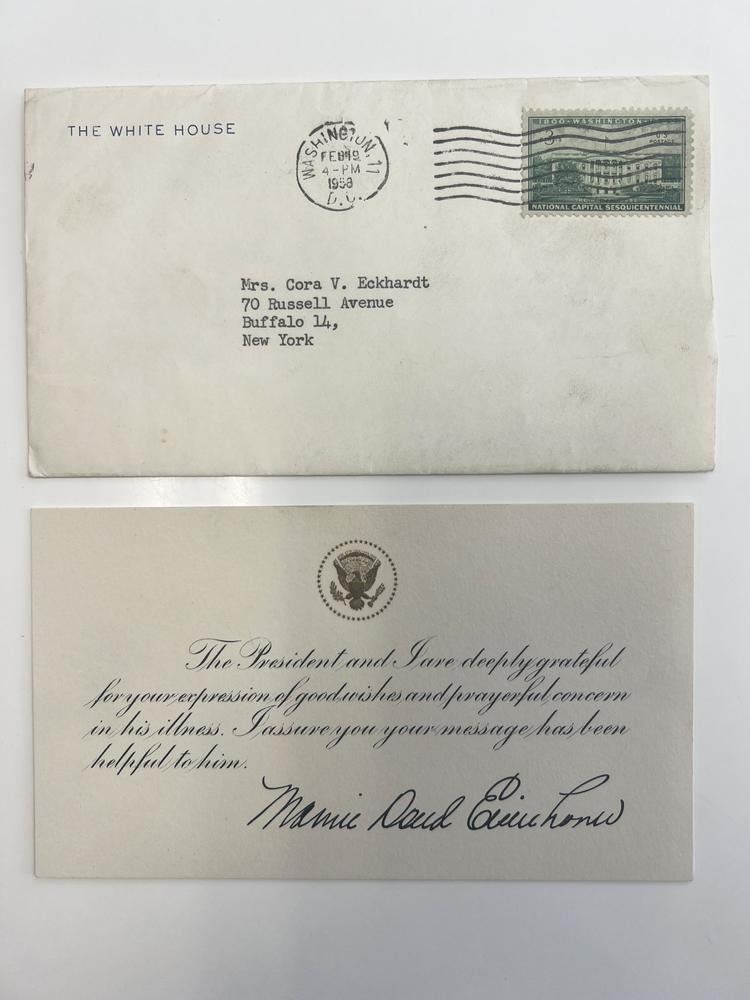 THE WHITE HOUSE
WASHINGTON, 11
FEB 19
4-PM
1958
D.C.
1800-WASHINGTON-
3¢ U.S.
POSTAGE
NATIONAL CAPITAL SESQUICENTENNIAL
Mrs. Cora V. Eckhardt
70 Russell Avenue
Buffalo 14,
New York
The President and I are deeply grateful
for your expression of good wishes and prayerful concern
in his illness. I assure you your message has been
helpful to him.
Mamie Doud Eisenhower